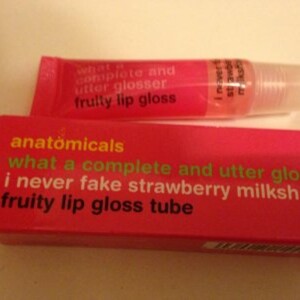 what a
complete and
utter glosser
fruity lip gloss
i never f
anatomicals
what a complete and utter glo
i never fake strawberry milksh
fruity lip gloss tube